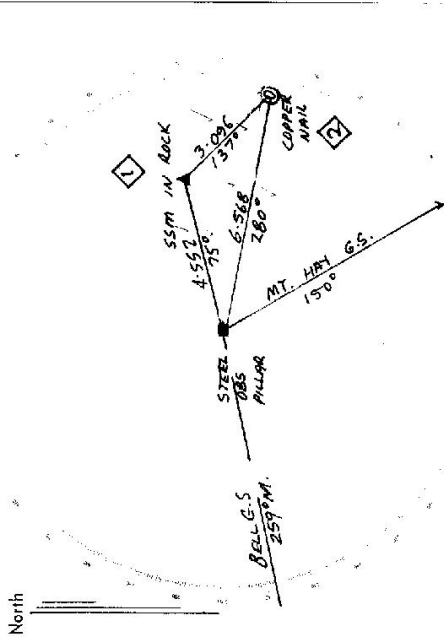 North
1
SSM IN ROCK
4.552
75°
3.096
137°
COPPER
NAIL
2
6.568
280°
STEEL
OBS
PILLAR
MT. HAY G.S.
150°
BELL G.S
259° M.